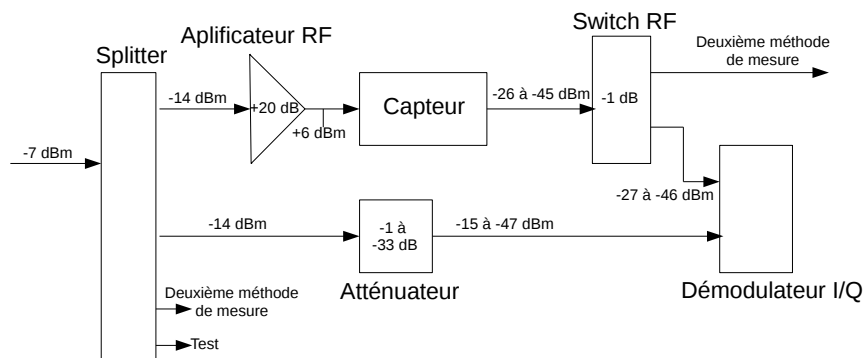 Switch RF
Aplificateur RF
Deuxième méthode
de mesure
Splitter
-14 dBm
+20 dB
+6 dBm
Capteur
-26 à -45 dBm
-1 dB
-7 dBm
-27 à -46 dBm
-14 dBm
-1 à
-33 dB
-15 à -47 dBm
Atténuateur
Démodulateur I/Q
Deuxième méthode
de mesure
Test